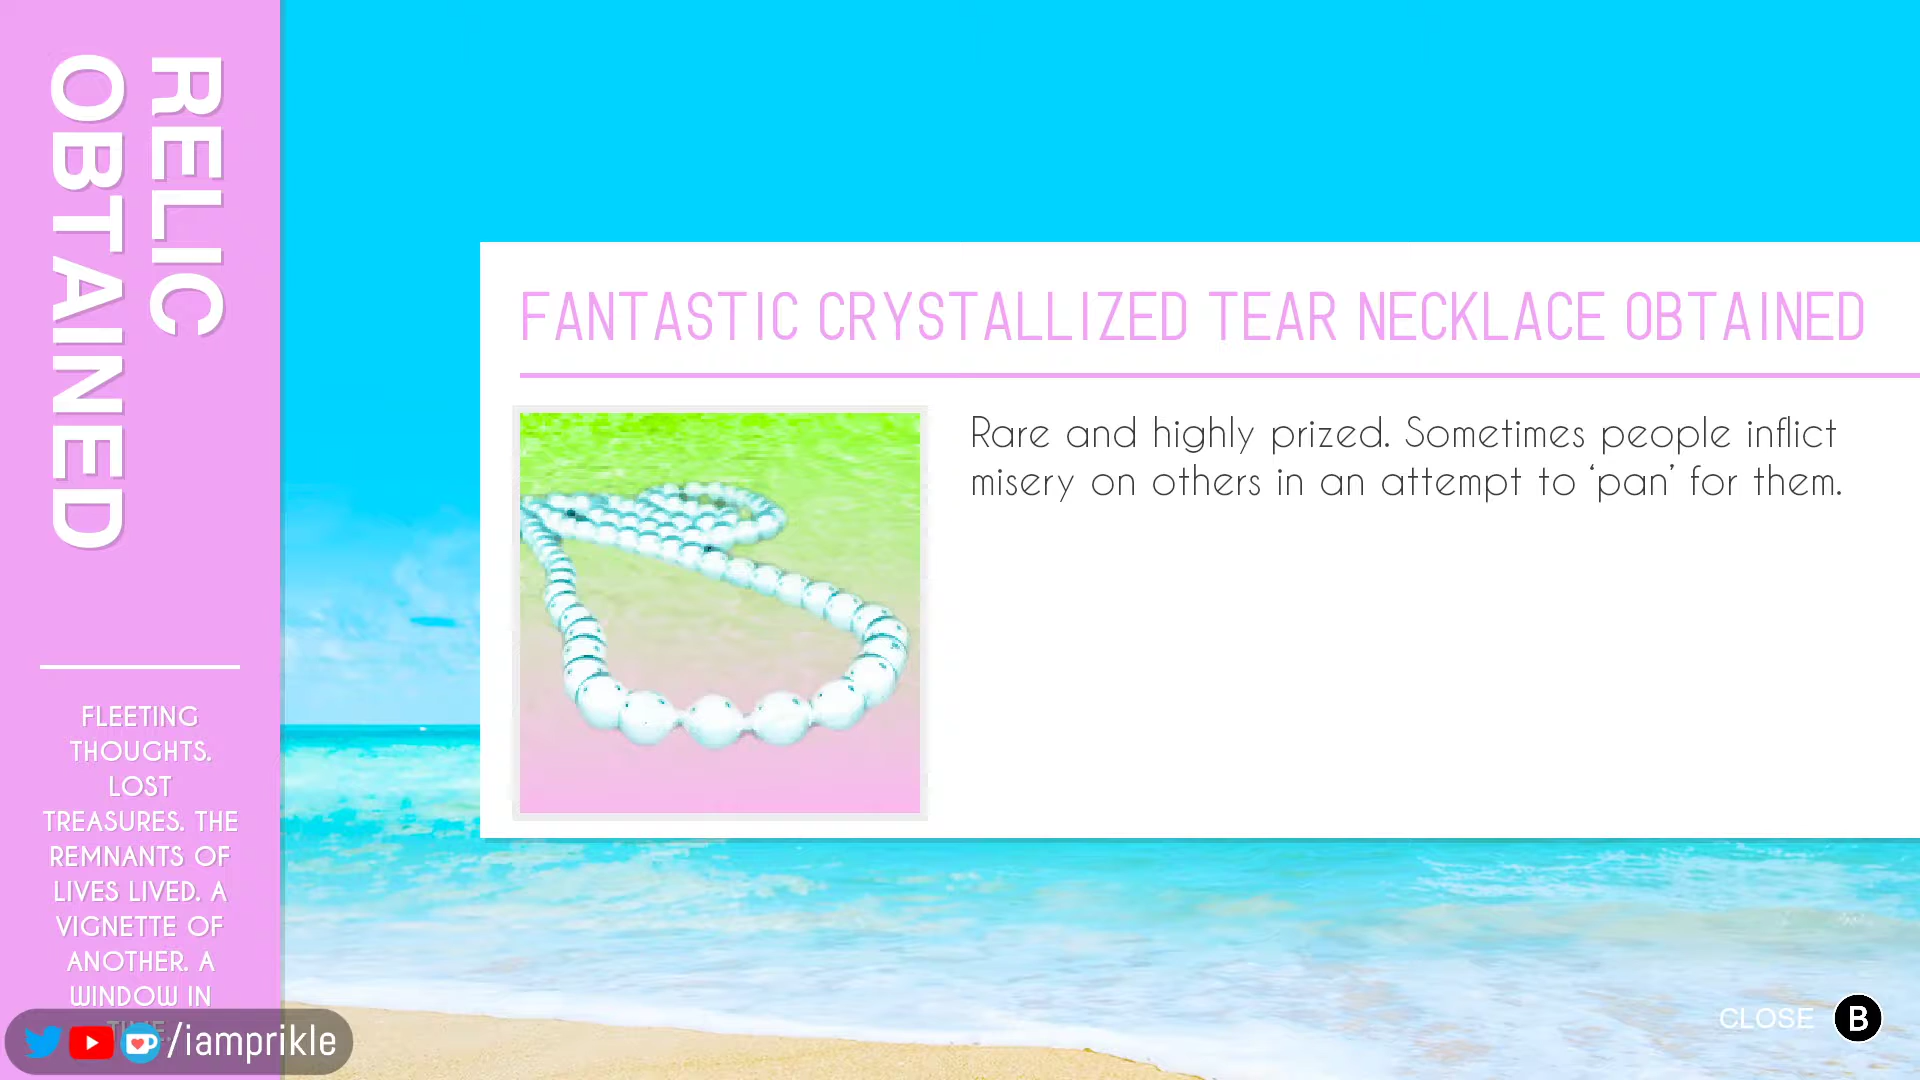 RELIC
OBTAINED
FLEETING
THOUGHTS.
LOST
TREASURES. THE
REMNANTS OF
LIVES LIVED. A
VIGNETTE OF
ANOTHER. A
WINDOW IN
TIME.
/iamprikle
FANTASTIC CRYSTALLIZED TEAR NECKLACE OBTAINED
Rare and highly prized. Sometimes people inflict
misery on others in an attempt to ‘pan’ for them.
CLOSE B